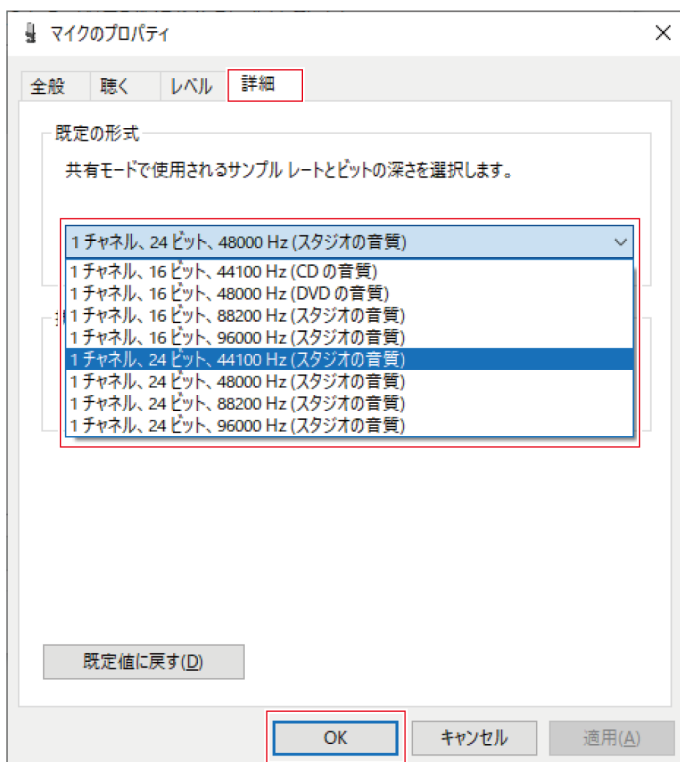 マイクのプロパティ
全般 聴く レベル 詳細
既定の形式
共有モードで使用されるサンプル レートとビットの深さを選択します。
1 チャネル、24 ビット、48000 Hz (スタジオの音質)
1 チャネル、16 ビット、44100 Hz (CD の音質)
1 チャネル、16 ビット、48000 Hz (DVD の音質)
1 チャネル、16 ビット、88200 Hz (スタジオの音質)
1 チャネル、16 ビット、96000 Hz (スタジオの音質)
1 チャネル、24 ビット、44100 Hz (スタジオの音質)
1 チャネル、24 ビット、48000 Hz (スタジオの音質)
1 チャネル、24 ビット、88200 Hz (スタジオの音質)
1 チャネル、24 ビット、96000 Hz (スタジオの音質)
既定値に戻す(D)
OK キャンセル 適用(A)